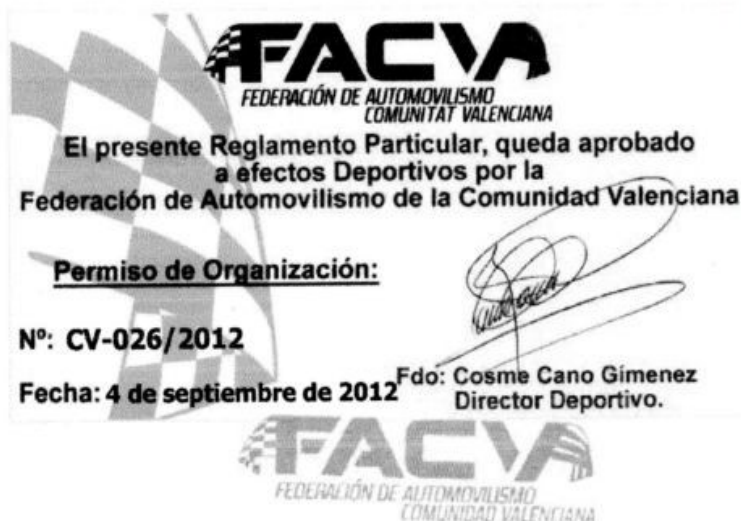 FACVA
FEDERACIÓN DE AUTOMOVILISMO
COMUNITAT VALENCIANA
El presente Reglamento Particular, queda aprobado
a efectos Deportivos por la
Federación de Automovilismo de la Comunidad Valenciana
Permiso de Organización:
Nº: CV-026/2012
Fecha: 4 de septiembre de 2012
Fdo: Cosme Cano Gimenez
Director Deportivo.
FACVA
FEDERACIÓN DE AUTOMOVILISMO
COMUNIDAD VALENCIANA